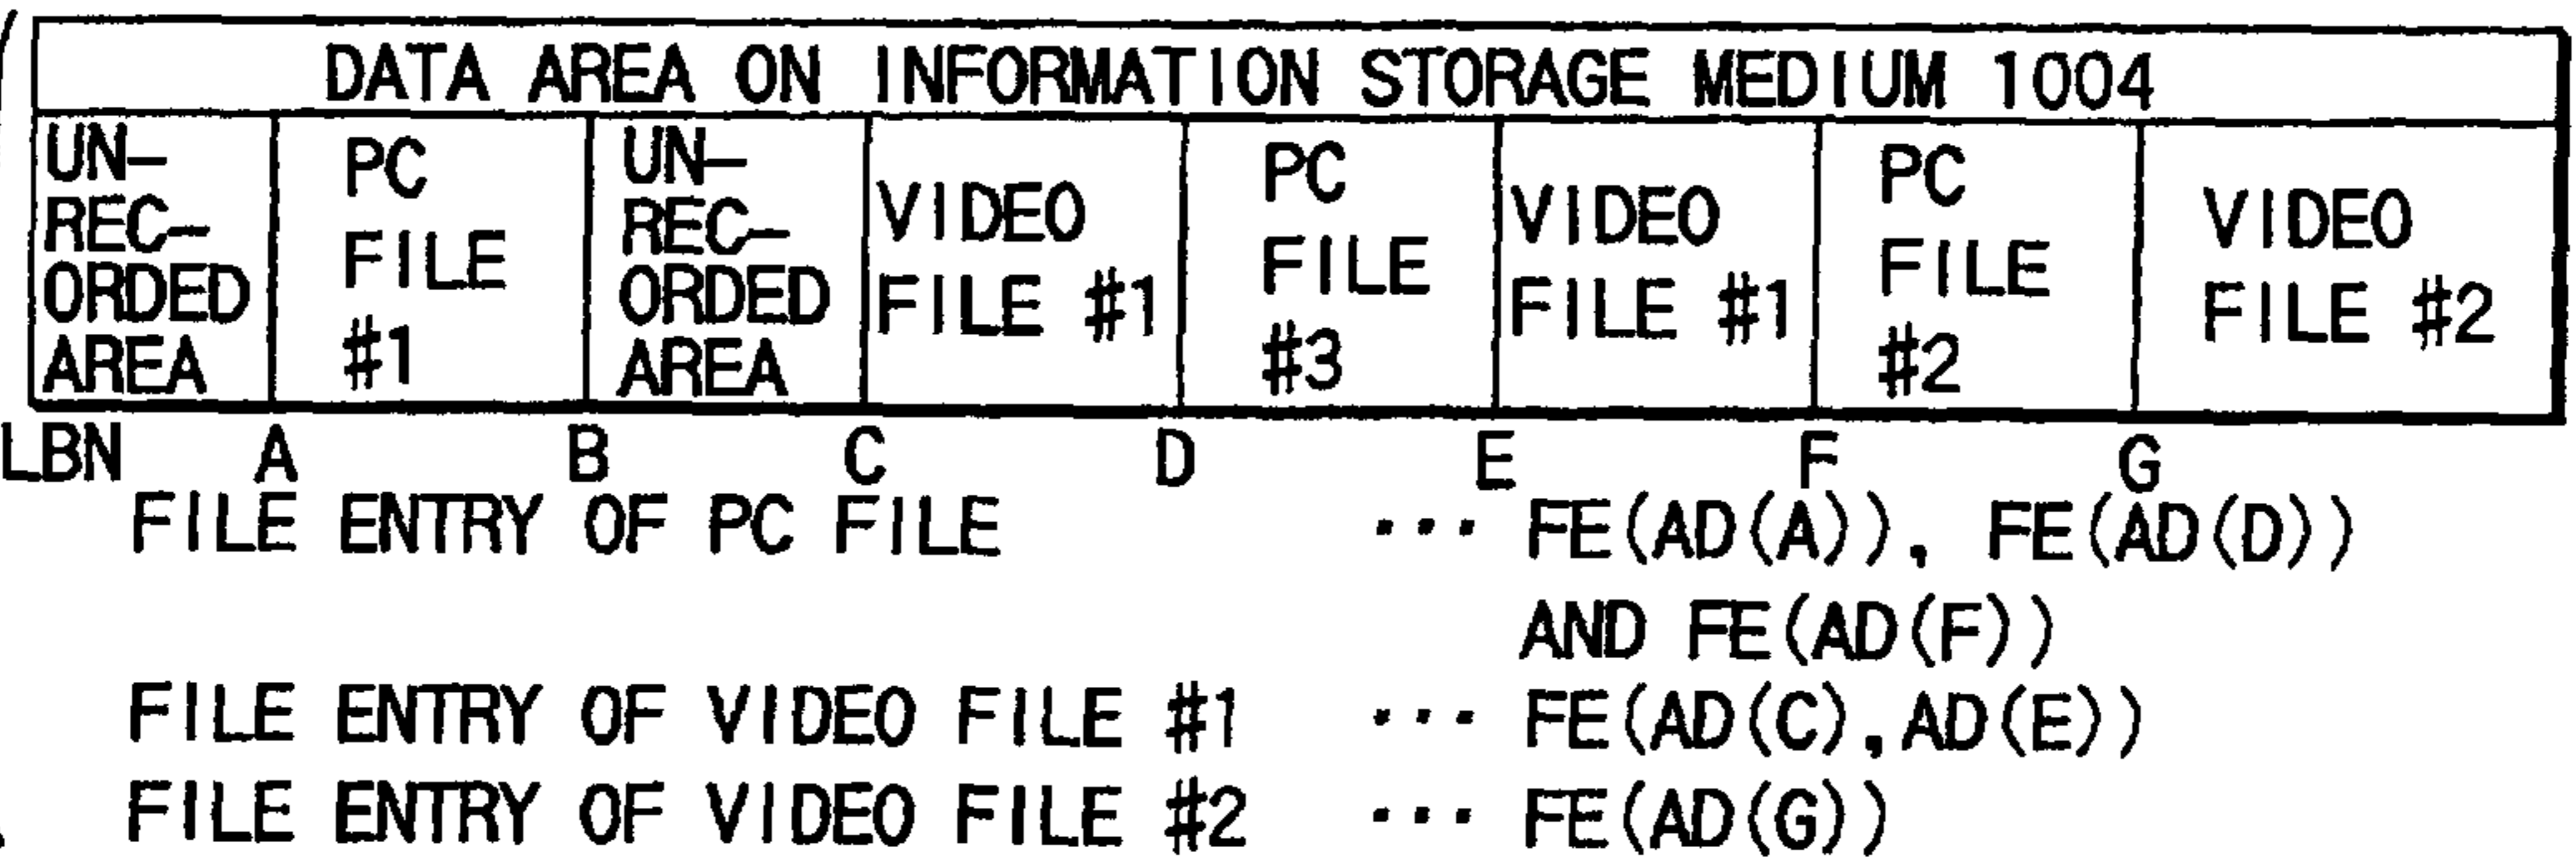 DATA AREA ON INFORMATION STORAGE MEDIUM 1004
UN-
REC-
ORDED
AREA
PC
FILE
#1
UN-
REC-
ORDED
AREA
VIDEO
FILE #1
PC
FILE
#3
VIDEO
FILE #1
PC
FILE
#2
VIDEO
FILE #2
LBN A B C D E F G
FILE ENTRY OF PC FILE ··· FE(AD(A)), FE(AD(D))
AND FE(AD(F))
FILE ENTRY OF VIDEO FILE #1 ··· FE(AD(C),AD(E))
FILE ENTRY OF VIDEO FILE #2 ··· FE(AD(G))